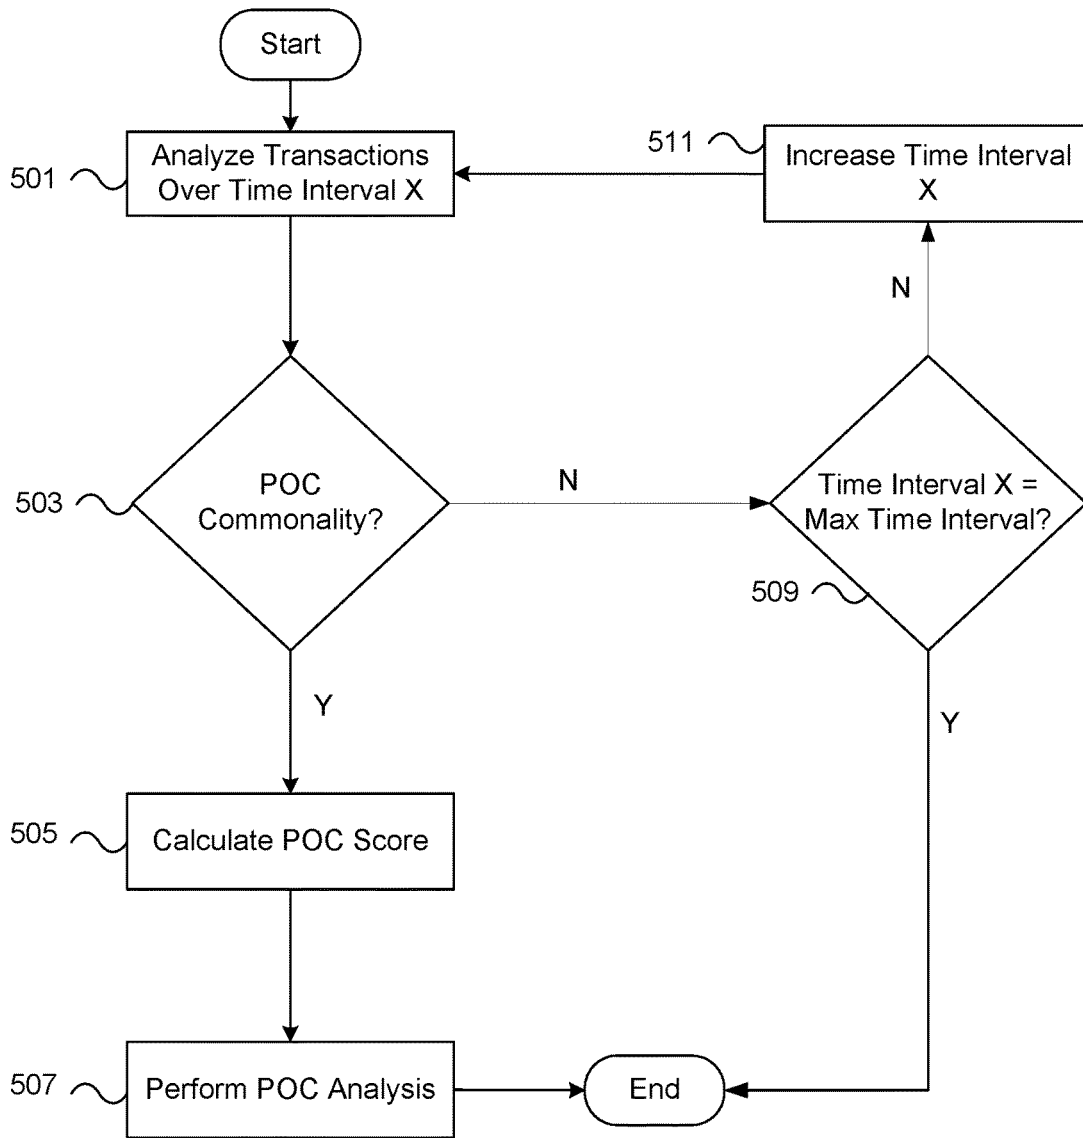 Start
501
Analyze Transactions
Over Time Interval X
511
Increase Time Interval
X
N
503
POC
Commonality?
N
Time Interval X =
Max Time Interval?
509
Y
Y
505
Calculate POC Score
507
Perform POC Analysis
End